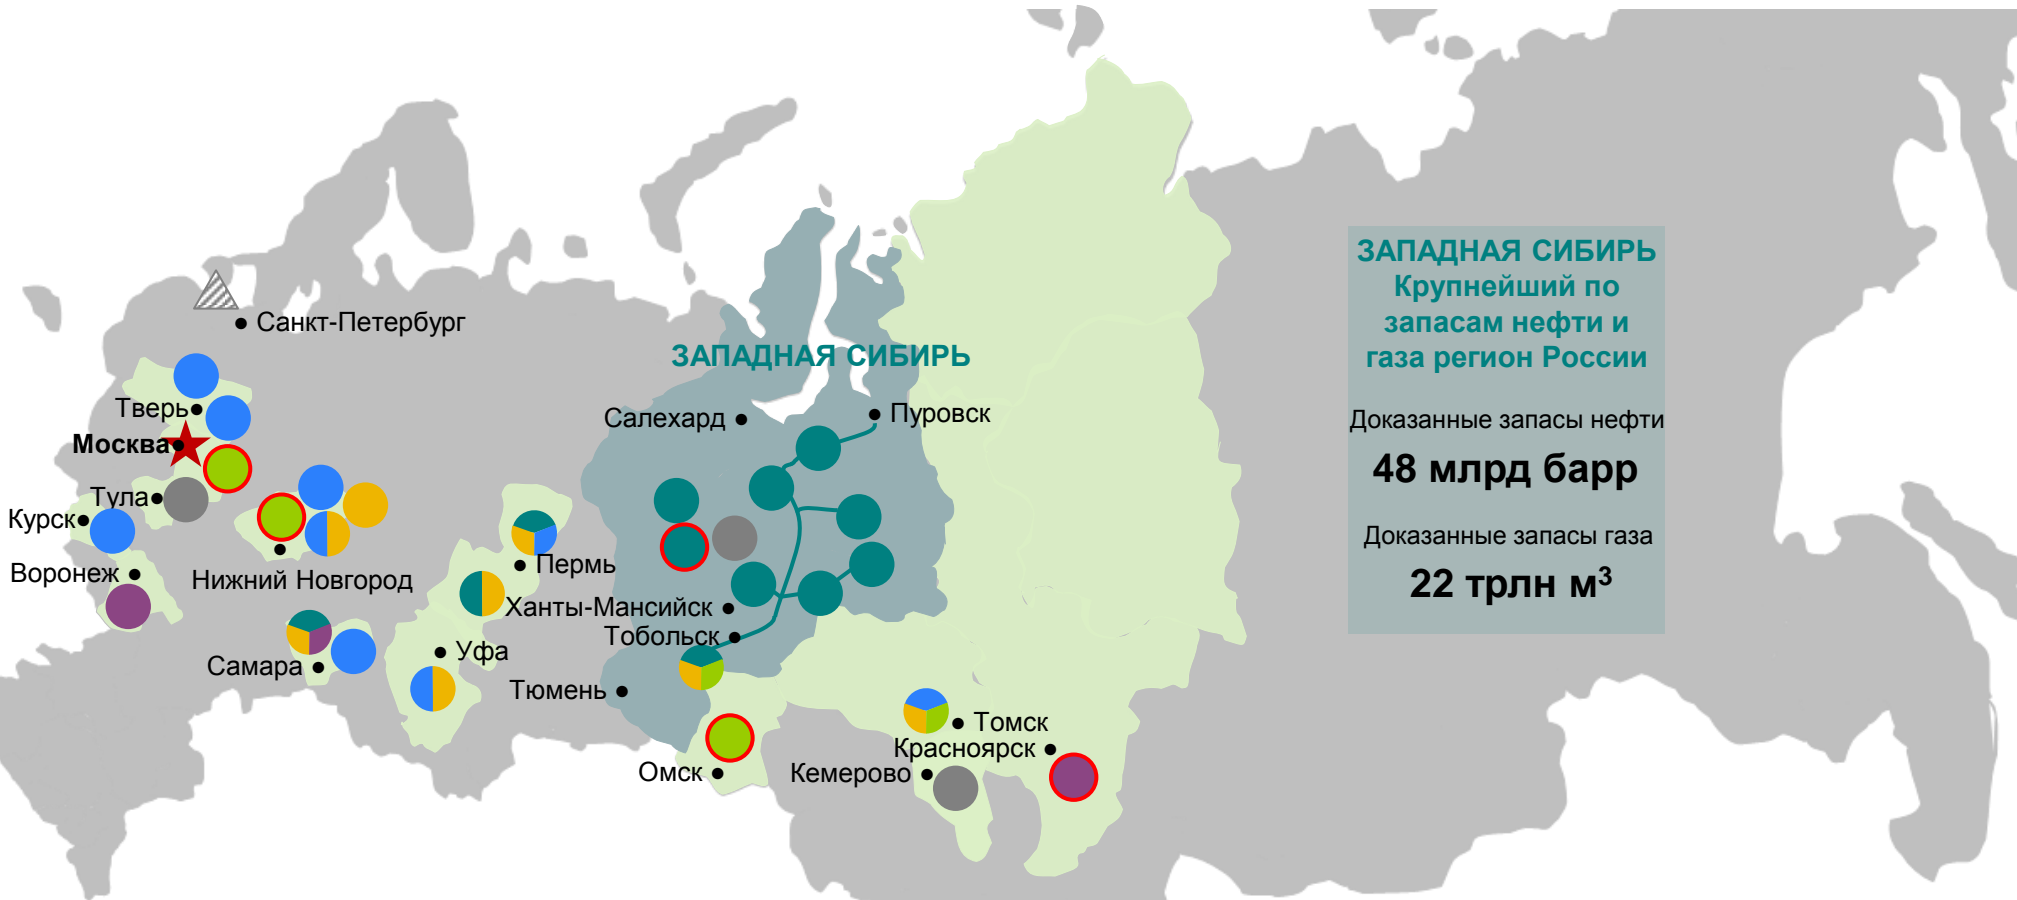 Санкт-Петербург
ЗАПАДНАЯ СИБИРЬ
Тверь
Москва
Тула
Курск
Воронеж
Нижний Новгород
Самара
Пермь
Уфа
Салехард
Пуровск
Ханты-Мансийск
Тобольск
Тюмень
Омск
Томск
Красноярск
Кемерово
ЗАПАДНАЯ СИБИРЬ
Крупнейший по
запасам нефти и
газа регион России
Доказанные запасы нефти
48 млрд барр
Доказанные запасы газа
22 трлн м³